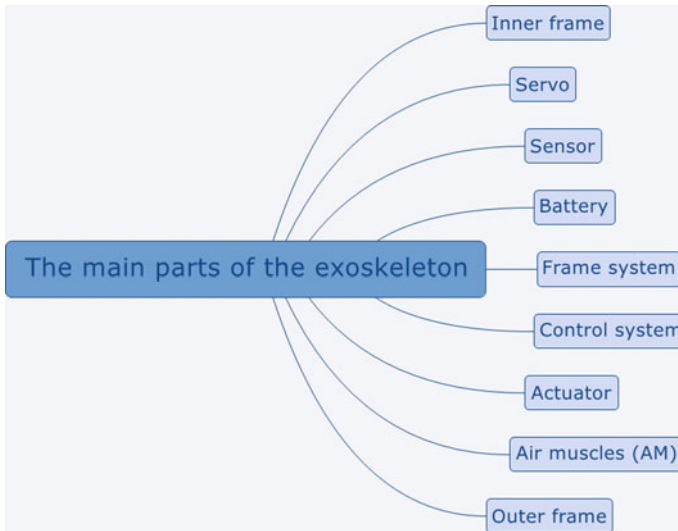 Inner frame
Servo
Sensor
Battery
The main parts of the exoskeleton
Frame system
Control system
Actuator
Air muscles (AM)
Outer frame